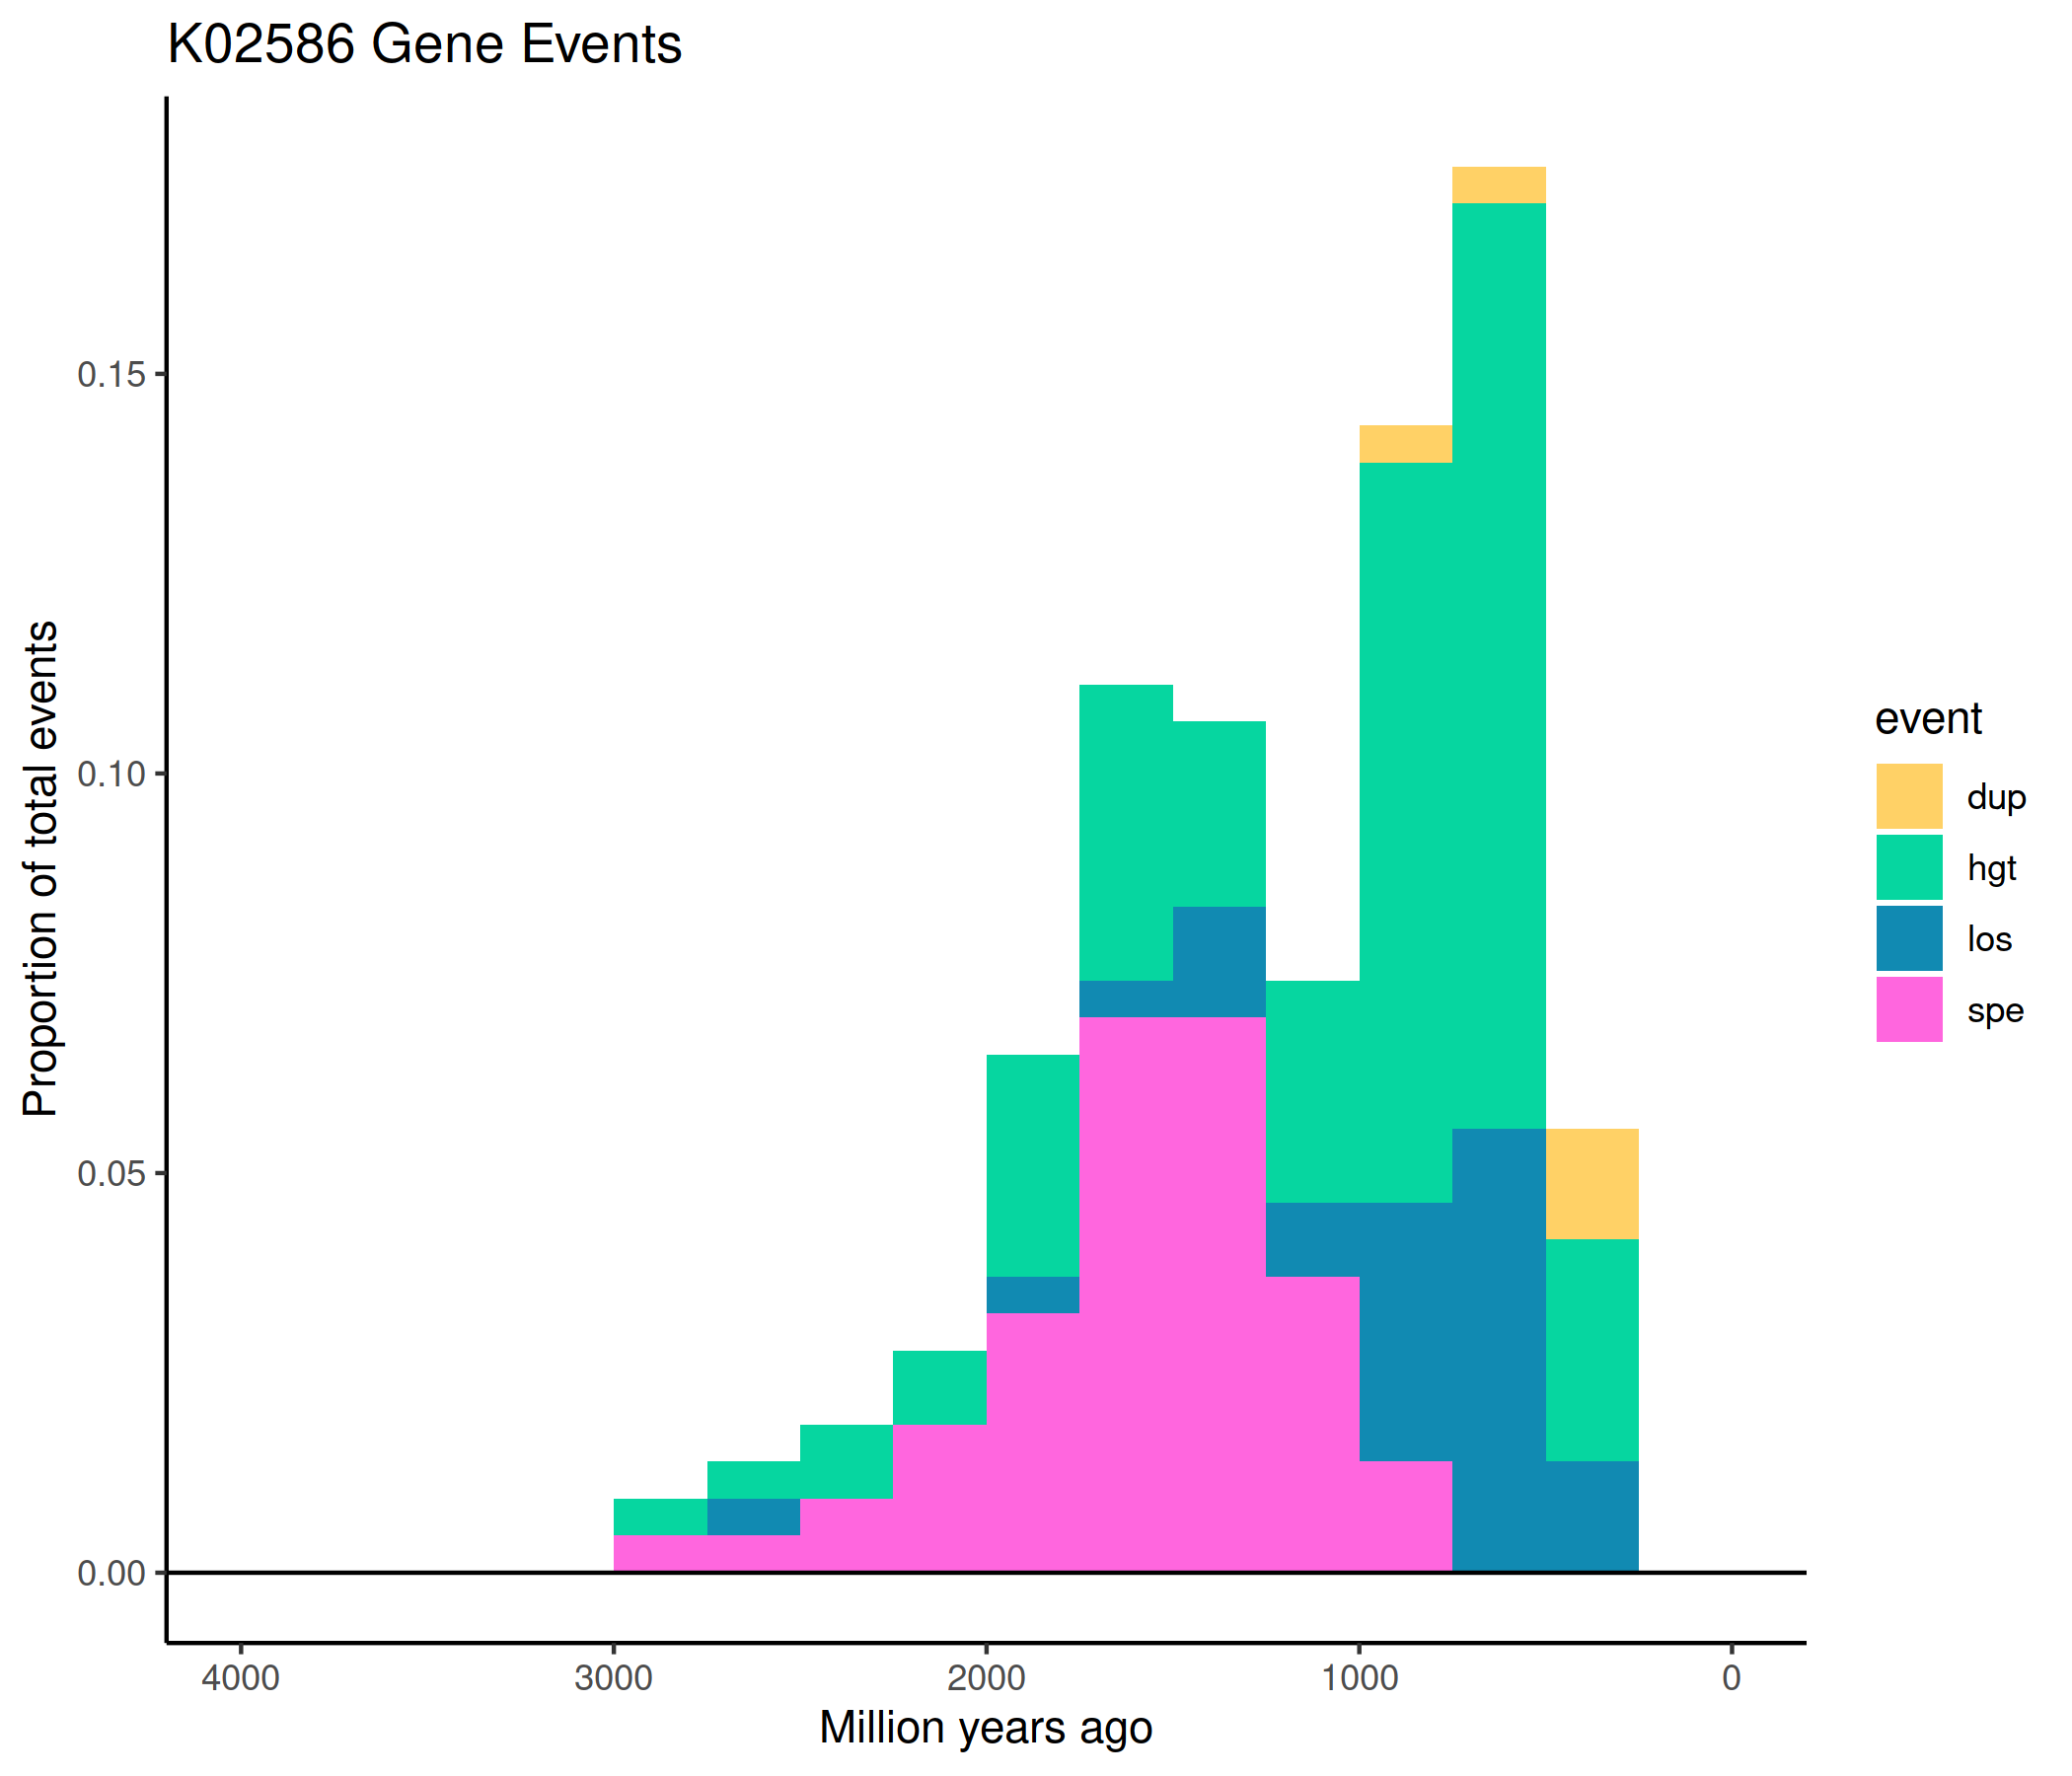 K02586 Gene Events
Proportion of total events
0.15
0.10
0.05
0.00
4000 3000 2000 1000 0
Million years ago
event
dup
hgt
los
spe